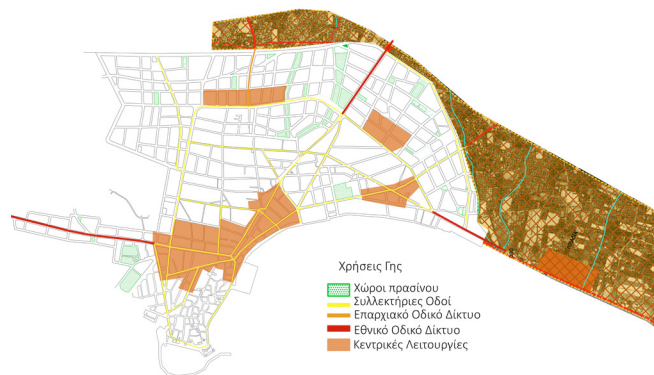 Χρήσεις Γης
Χώροι πρασίνου
Συλλεκτήριες Οδοί
Επαρχιακό Οδικό Δίκτυο
Εθνικό Οδικό Δίκτυο
Κεντρικές Λειτουργίες